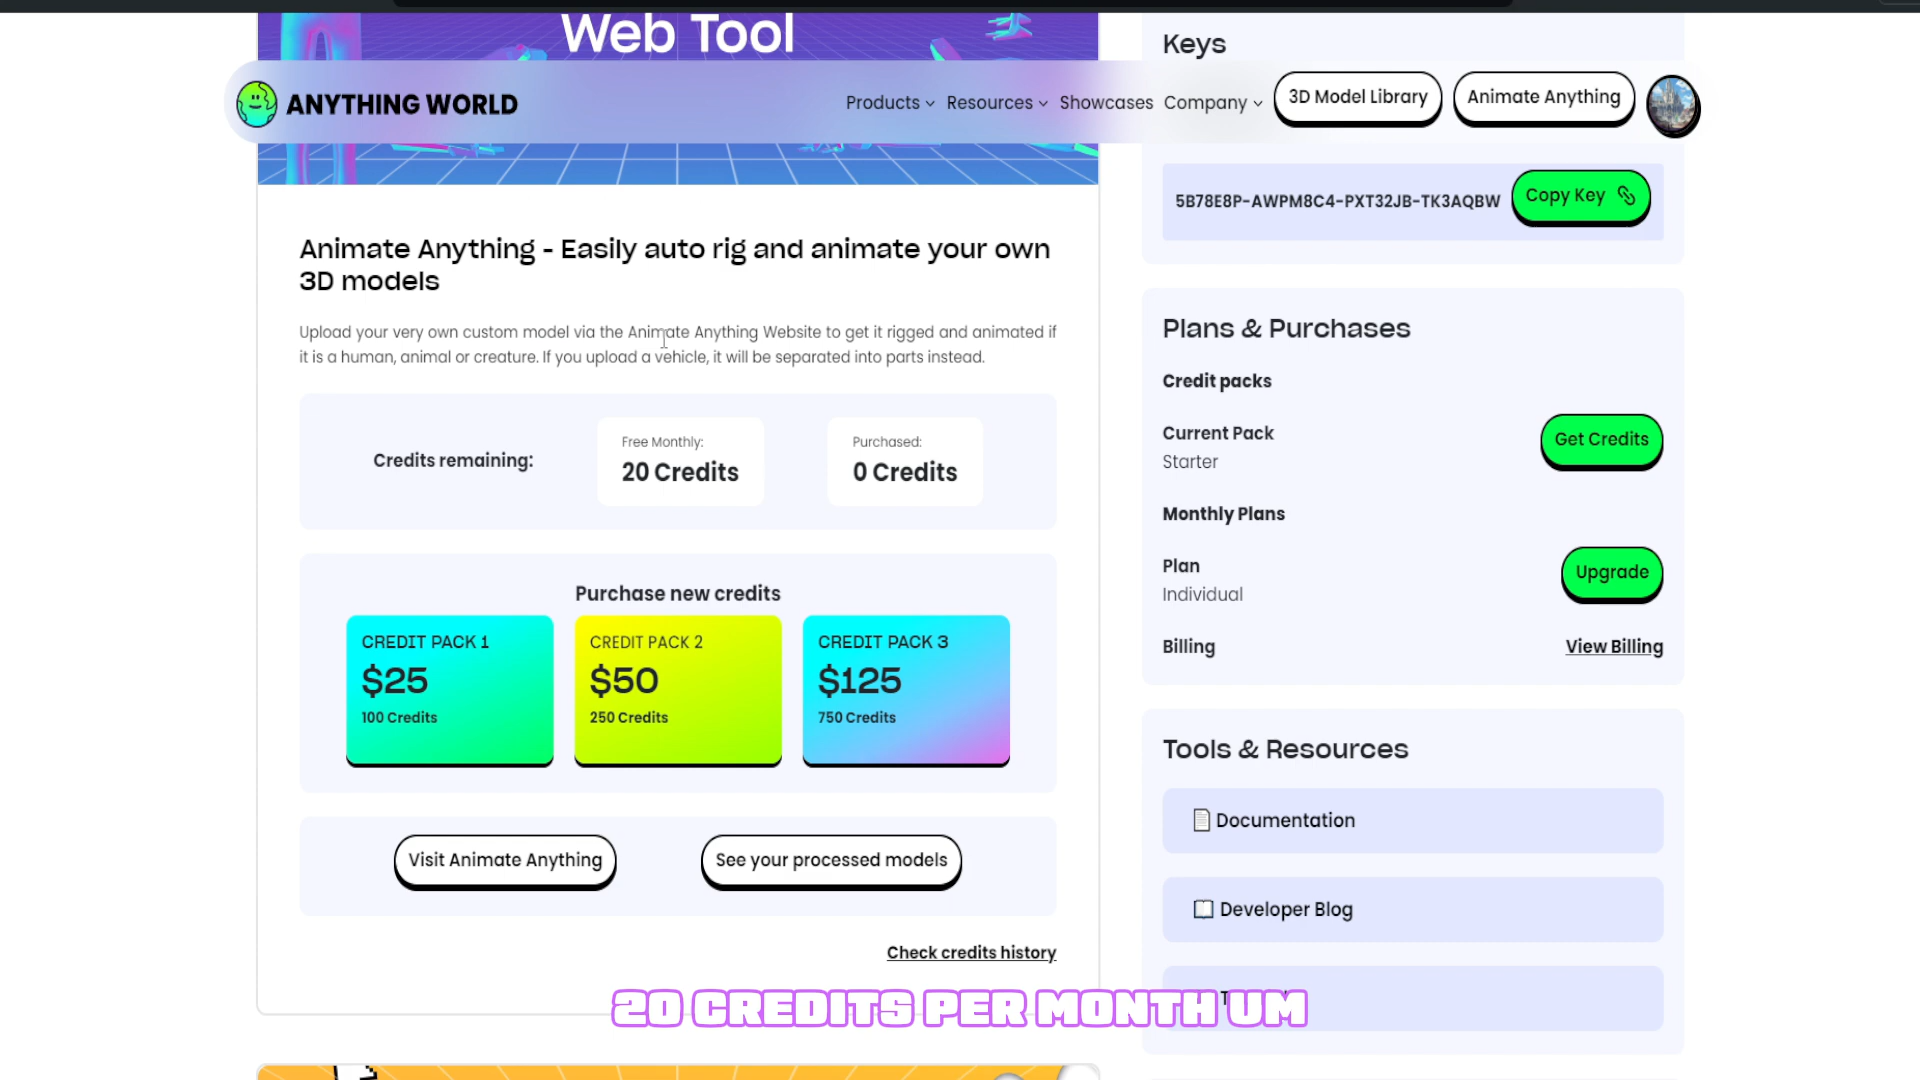 Web Tool
ANYTHING WORLD
Products
Resources
Showcases
Company
3D Model Library
Animate Anything
Animate Anything - Easily auto rig and animate your own
3D models
Upload your very own custom model via the Animate Anything Website to get it rigged and animated if
it is a human, animal or creature. If you upload a vehicle, it will be separated into parts instead.
Credits remaining:
Free Monthly:
20 Credits
Purchased:
0 Credits
Purchase new credits
CREDIT PACK 1
$25
100 Credits
CREDIT PACK 2
$50
250 Credits
CREDIT PACK 3
$125
750 Credits
Visit Animate Anything
See your processed models
Check credits history
Keys
5B78E8P-AWPM8C4-PXT32JB-TK3AQBW
Copy Key
Plans & Purchases
Credit packs
Current Pack
Starter
Get Credits
Monthly Plans
Plan
Individual
Upgrade
Billing
View Billing
Tools & Resources
Documentation
Developer Blog
20 CREDITS PER MONTH UM